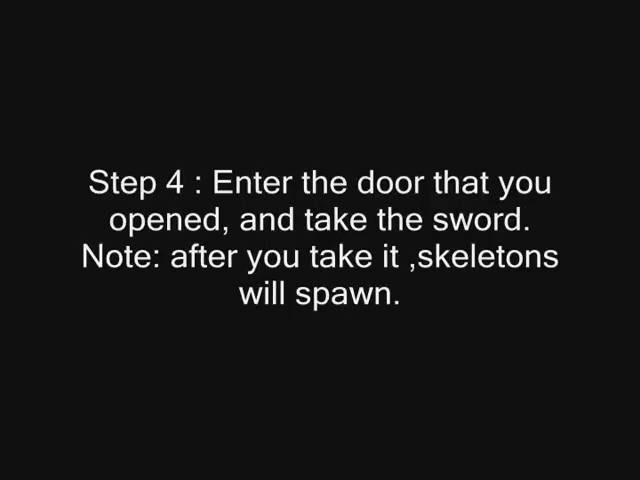 Step 4 : Enter the door that you
opened, and take the sword.
Note: after you take it ,skeletons
will spawn.